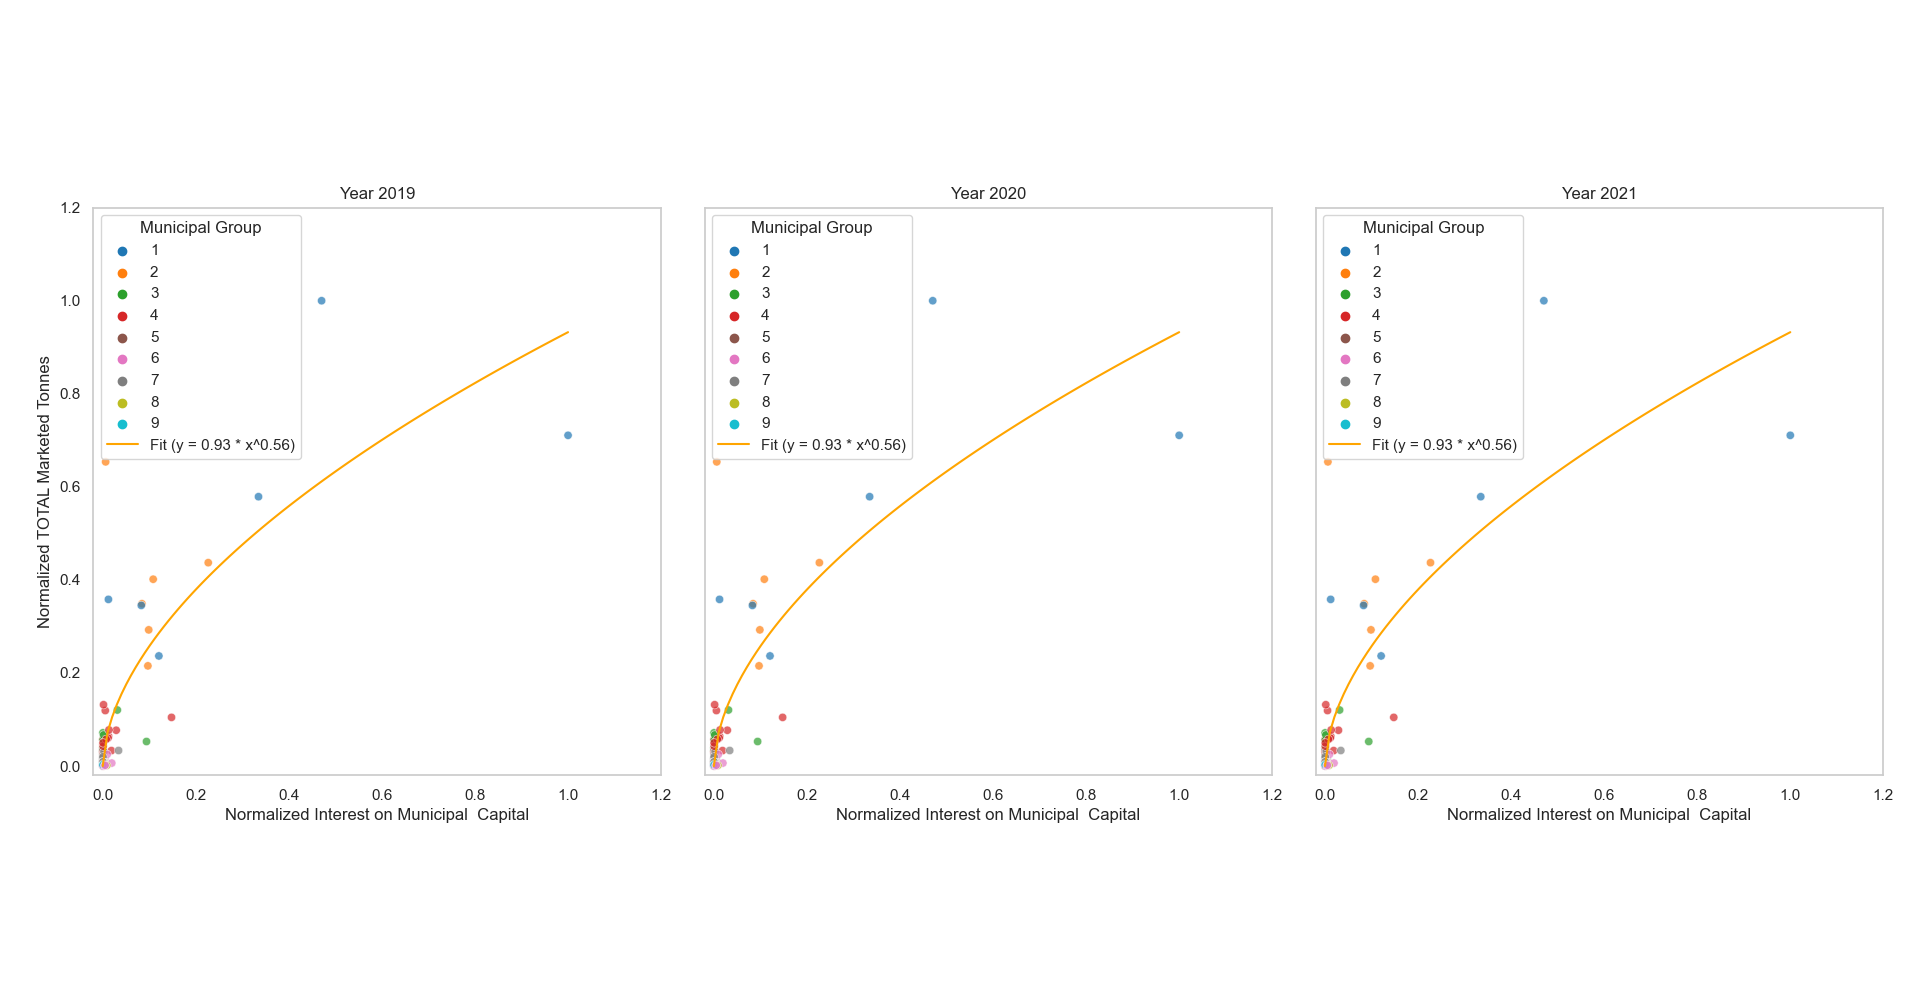 Year 2019
Normalized TOTAL Marketed Tonnes
1.2
1.0
0.8
0.6
0.4
0.2
0.0
Municipal Group
1
2
3
4
5
6
7
8
9
Fit (y = 0.93 * x^0.56)
0.0 0.2 0.4 0.6 0.8 1.0 1.2
Normalized Interest on Municipal  Capital
Year 2020
Municipal Group
1
2
3
4
5
6
7
8
9
Fit (y = 0.93 * x^0.56)
0.0 0.2 0.4 0.6 0.8 1.0 1.2
Normalized Interest on Municipal  Capital
Year 2021
Municipal Group
1
2
3
4
5
6
7
8
9
Fit (y = 0.93 * x^0.56)
0.0 0.2 0.4 0.6 0.8 1.0 1.2
Normalized Interest on Municipal  Capital